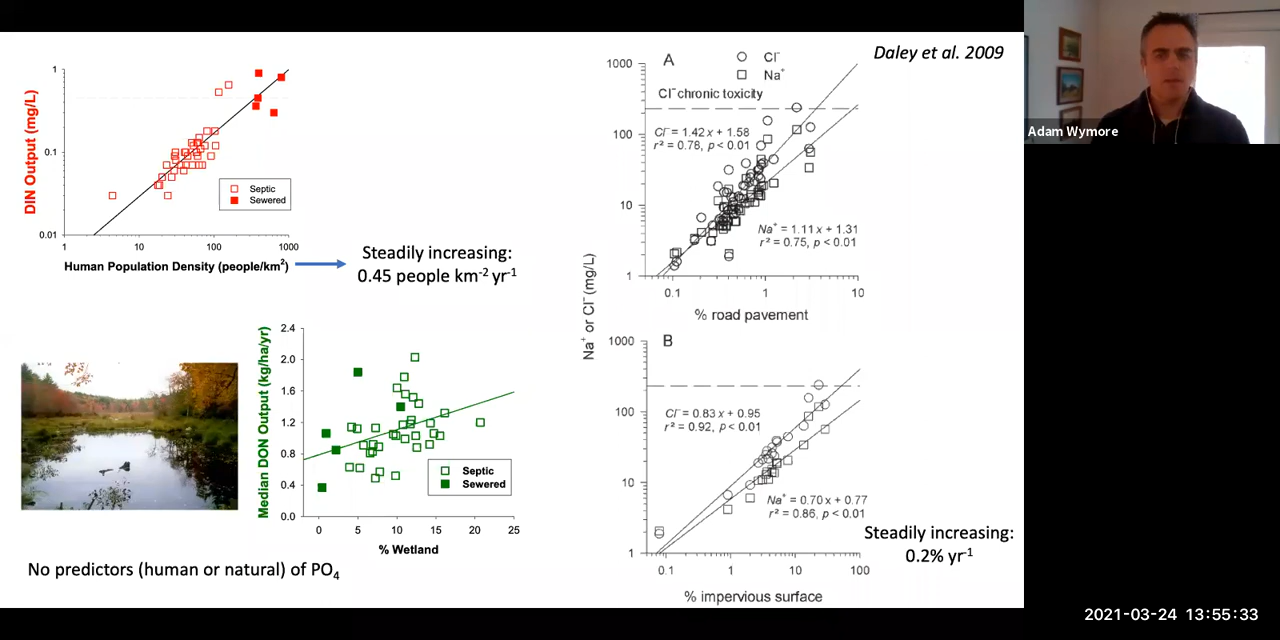 Daley et al. 2009
DIN Output (mg/L)
1
0.1
0.01
1
10
100
1000
Septic
Sewered
Human Population Density (people/km²)
Steadily increasing:
0.45 people km⁻² yr⁻¹
Median DON Output (kg/ha/yr)
2.4
2.0
1.6
1.2
0.8
0.4
0.0
0
5
10
15
20
25
Septic
Sewered
% Wetland
No predictors (human or natural) of PO₄
Na⁺ or Cl⁻ (mg/L)
A
Cl⁻
Na⁺
Cl⁻ chronic toxicity
Cl⁻ = 1.42 x + 1.58
r² = 0.78, p < 0.01
Na⁺ = 1.11 x + 1.31
r² = 0.75, p < 0.01
1000
100
10
1
0.1
1
10
% road pavement
B
Cl⁻ = 0.83 x + 0.95
r² = 0.92, p < 0.01
Na⁺ = 0.70 x + 0.77
r² = 0.86, p < 0.01
1000
100
10
1
0.1
1
10
100
% impervious surface
Steadily increasing:
0.2% yr⁻¹
Adam Wymore
2021-03-24 13:55:33